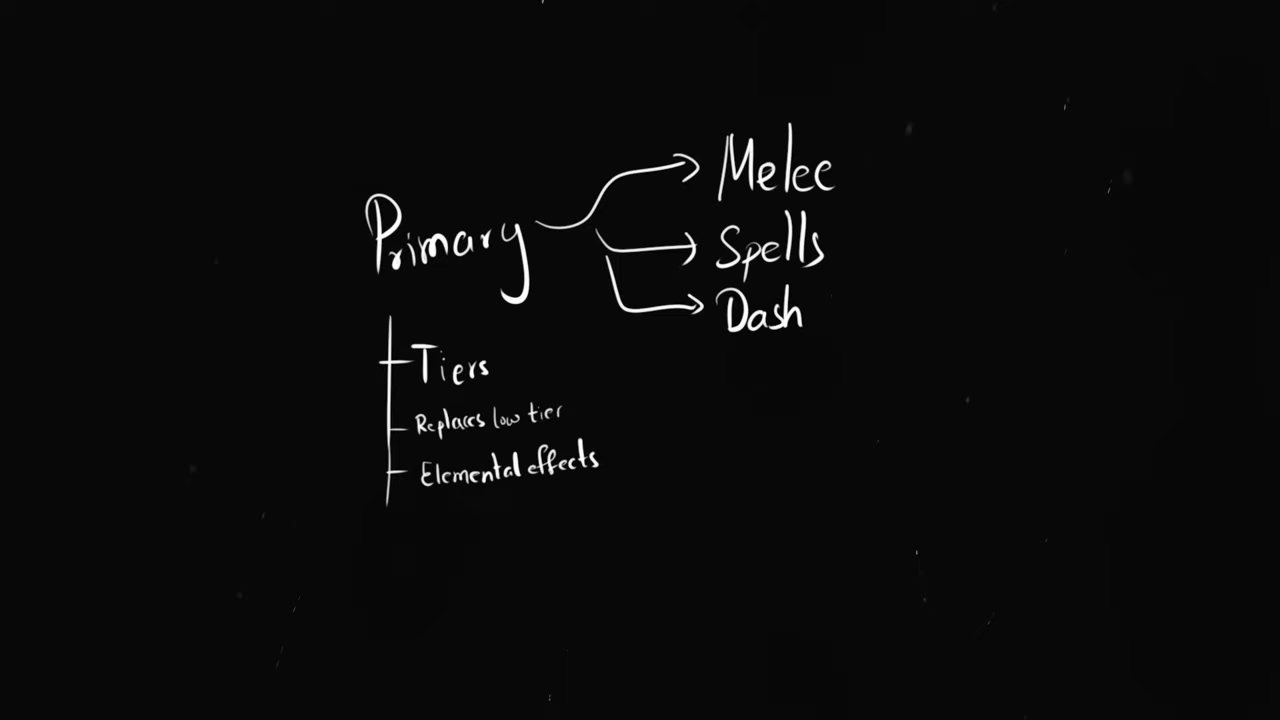 Primary
Melee
Spells
Dash
Tiers
Replaces low tier
Elemental effects